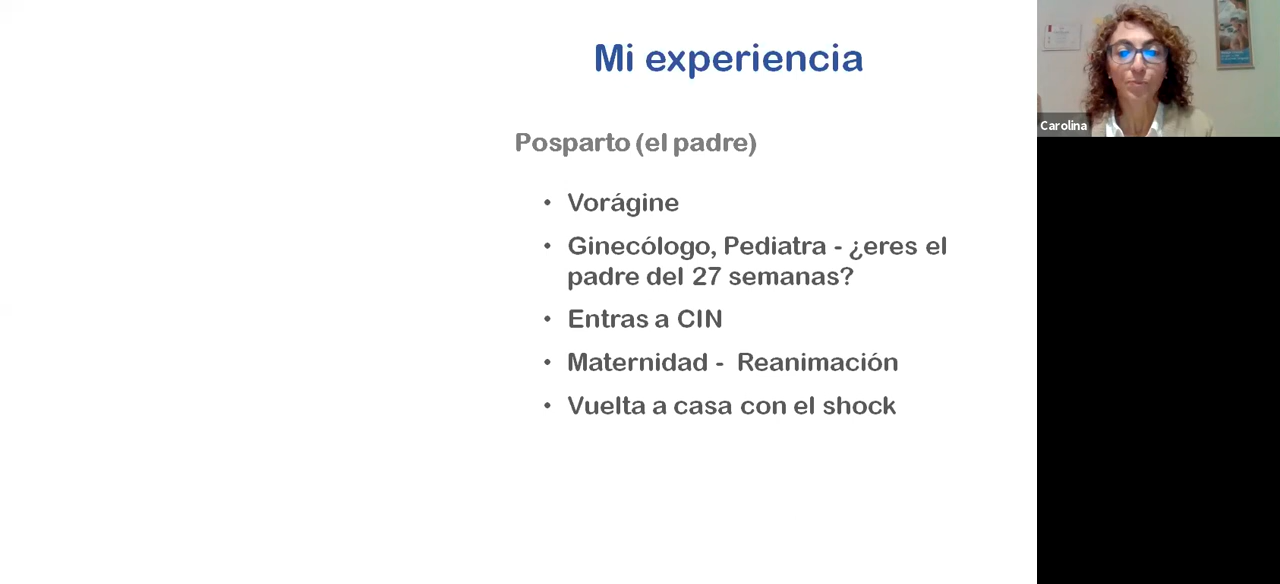 Mi experiencia
Carolina
Posparto (el padre)
• Vorágine
• Ginecólogo, Pediatra - ¿eres el
padre del 27 semanas?
• Entras a CIN
• Maternidad - Reanimación
• Vuelta a casa con el shock